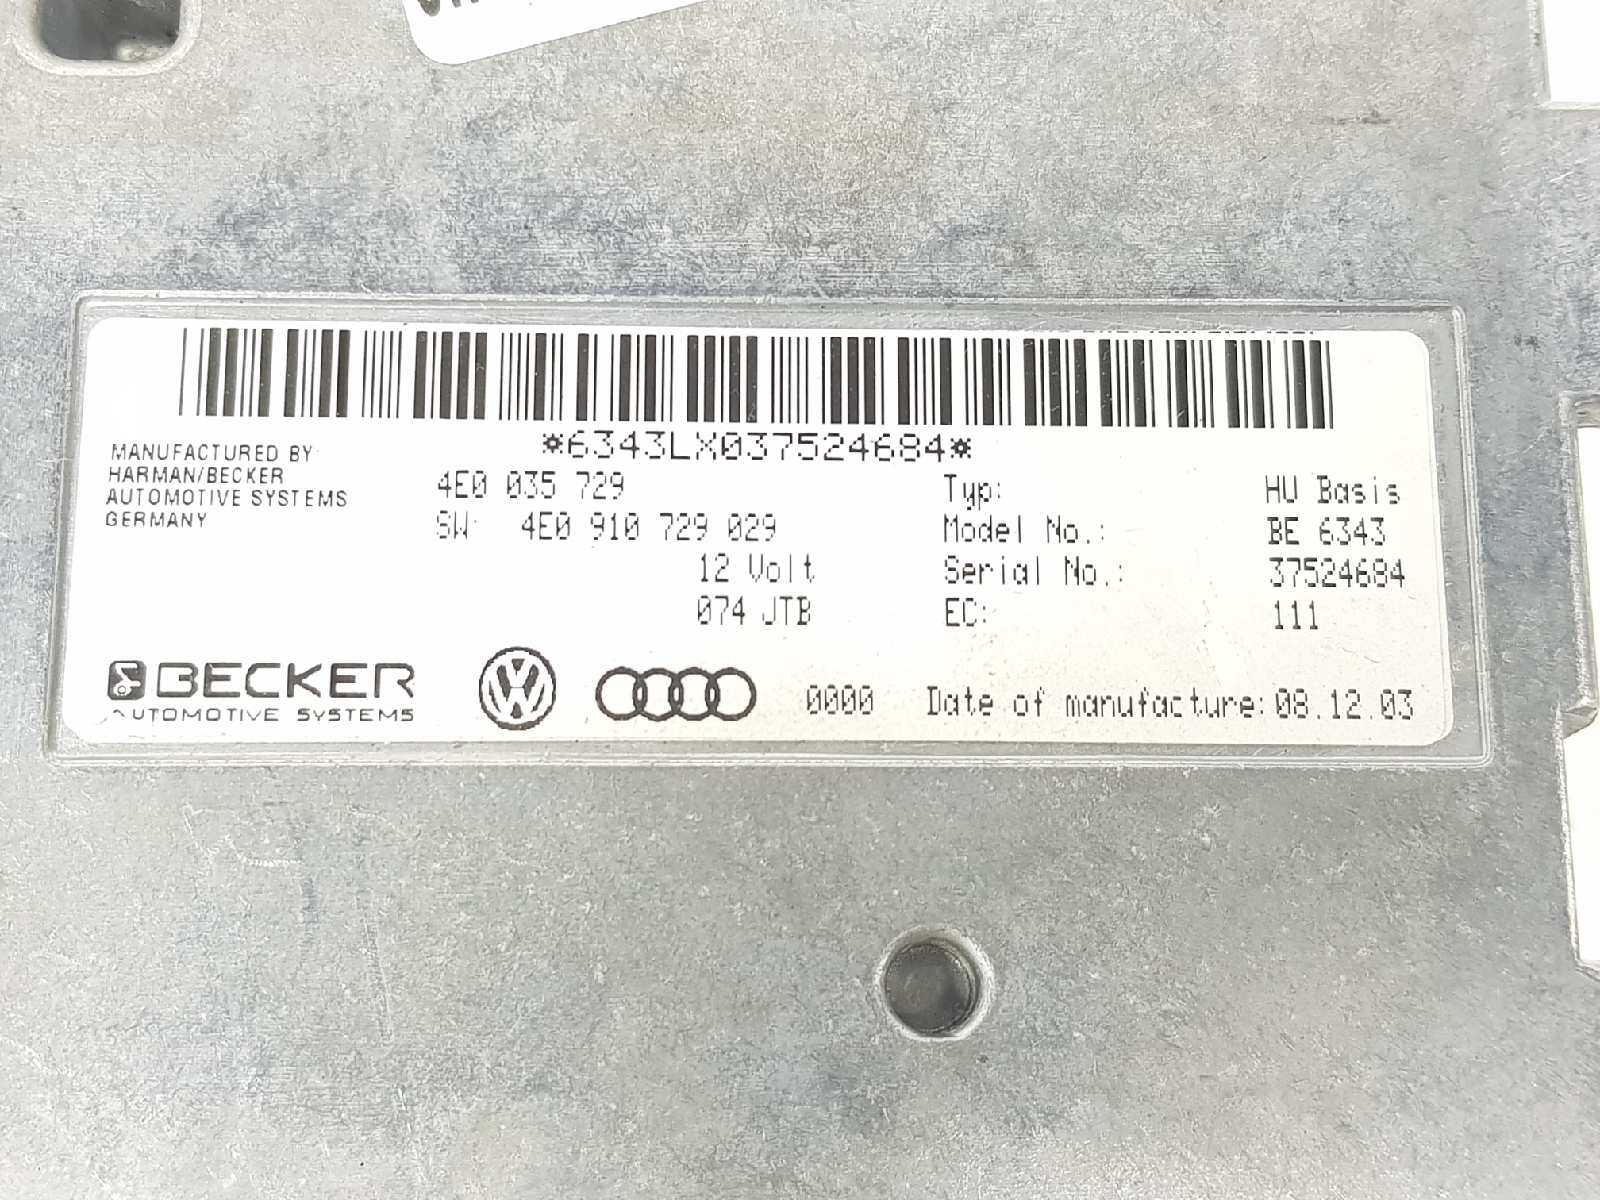 *6343LX037524684*
MANUFACTURED BY:
HARMAN/BECKER
AUTOMOTIVE SYSTEMS
GERMANY
4E0 035 729
SW: 4E0 910 729 029
12 Volt
074 JTB
Typ: HU Basis
Model No.: BE 6343
Serial No.: 37524684
EC: 111
BECKER
AUTOMOTIVE SYSTEMS
0000 Date of manufacture: 08.12.03